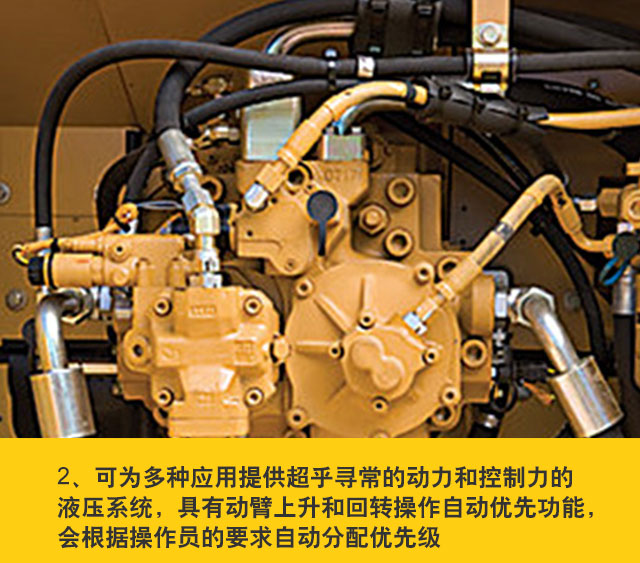 2、可为多种应用提供超乎寻常的动力和控制力的
液压系统，具有动臂上升和回转操作自动优先功能，
会根据操作员的要求自动分配优先级